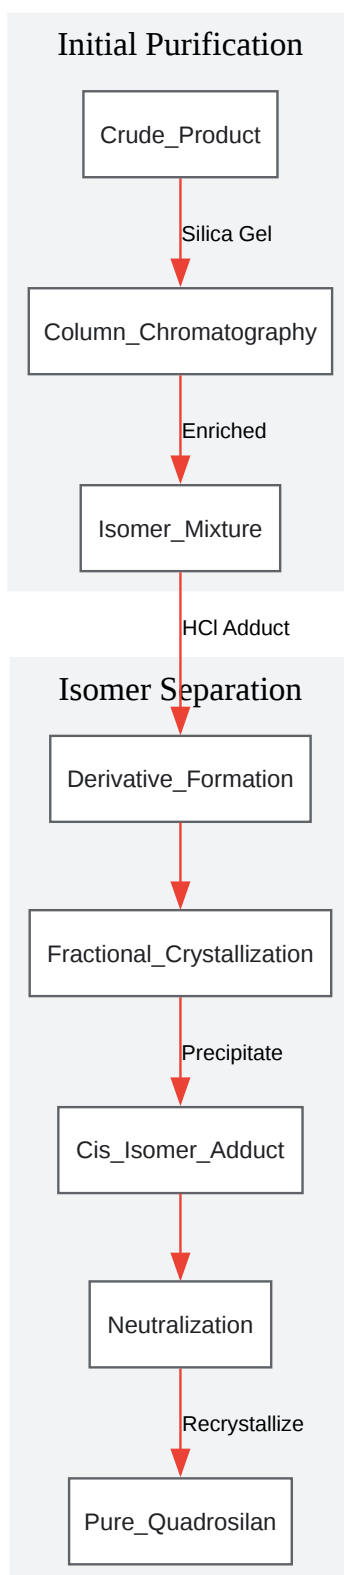 Initial Purification
Crude_Product
Silica Gel
Column_Chromatography
Enriched
Isomer_Mixture
HCl Adduct
Isomer Separation
Derivative_Formation
Fractional_Crystallization
Precipitate
Cis_Isomer_Adduct
Neutralization
Recrystallize
Pure_Quadrosilan